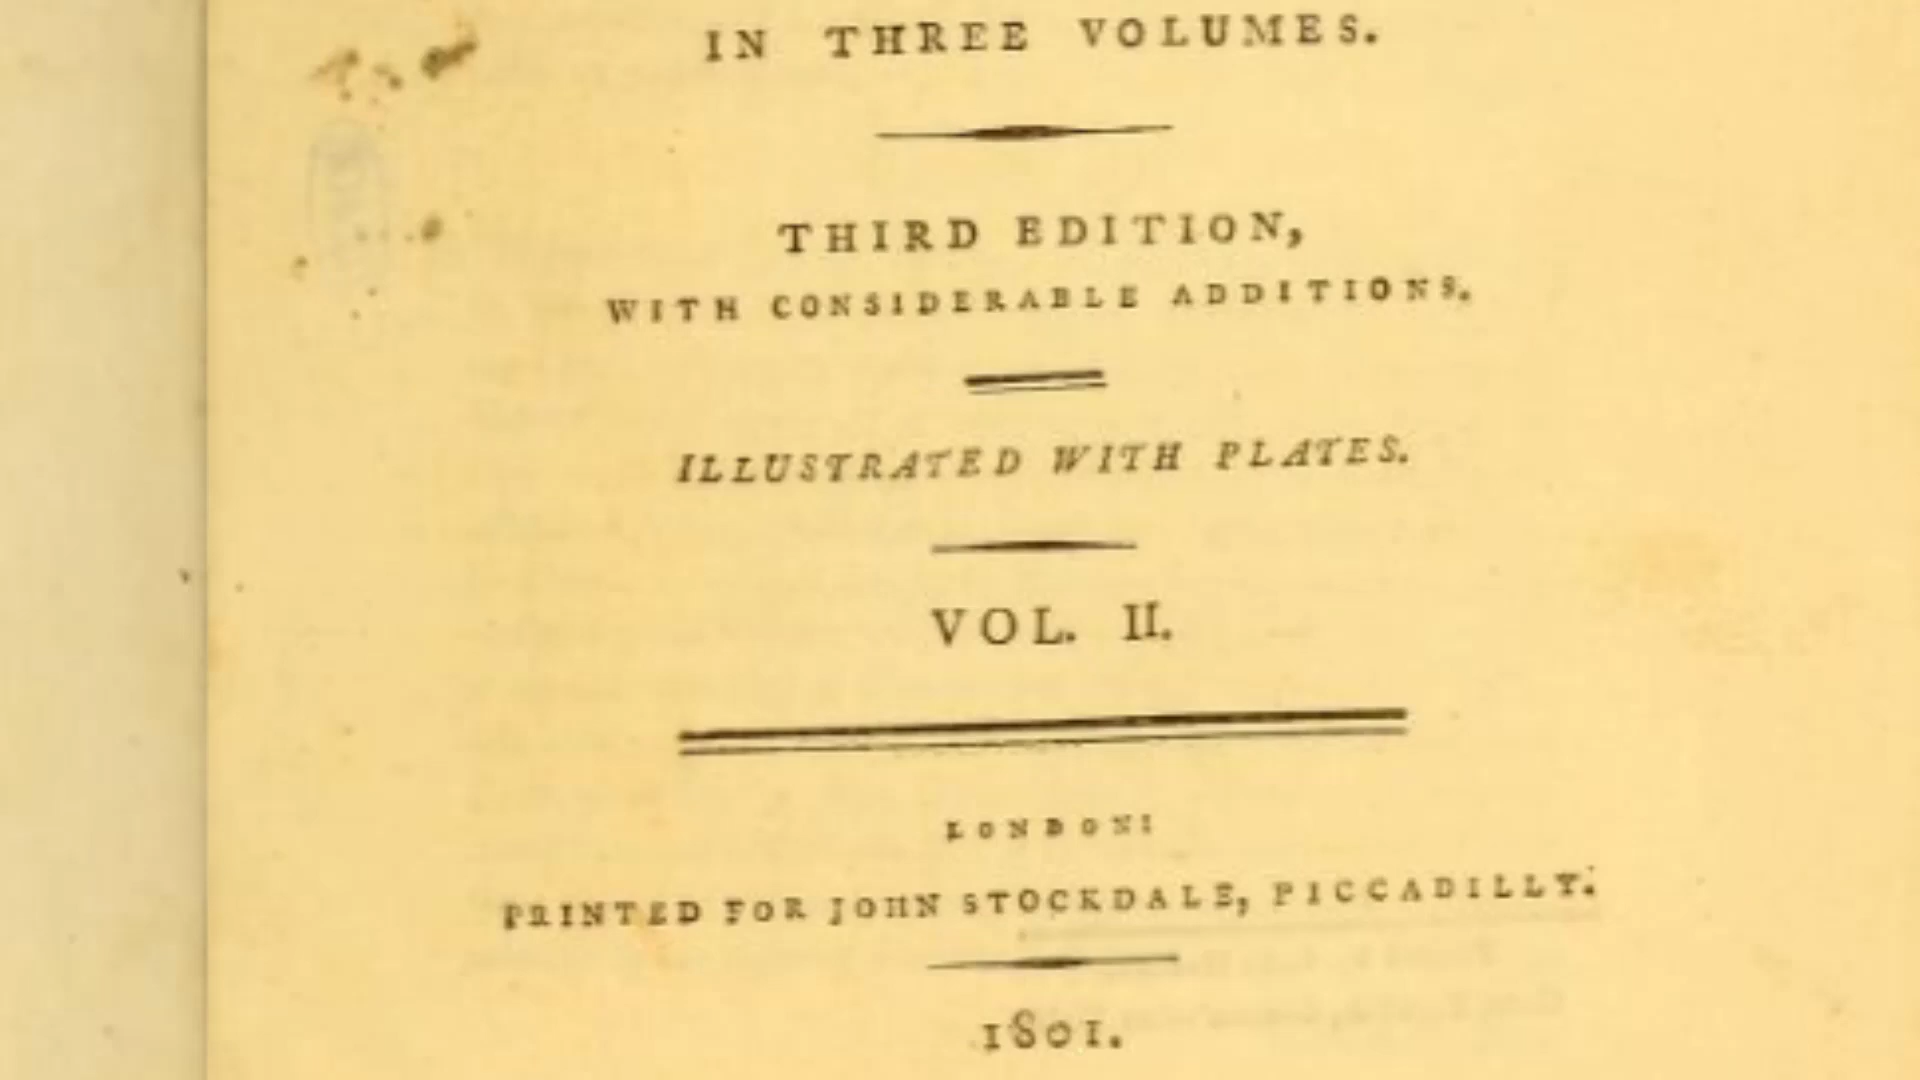 IN THREE VOLUMES.
THIRD EDITION,
WITH CONSIDERABLE ADDITIONS.
ILLUSTRATED WITH PLATES.
VOL. II.
LONDON:
PRINTED FOR JOHN STOCKDALE, PICCADILLY.
1801.